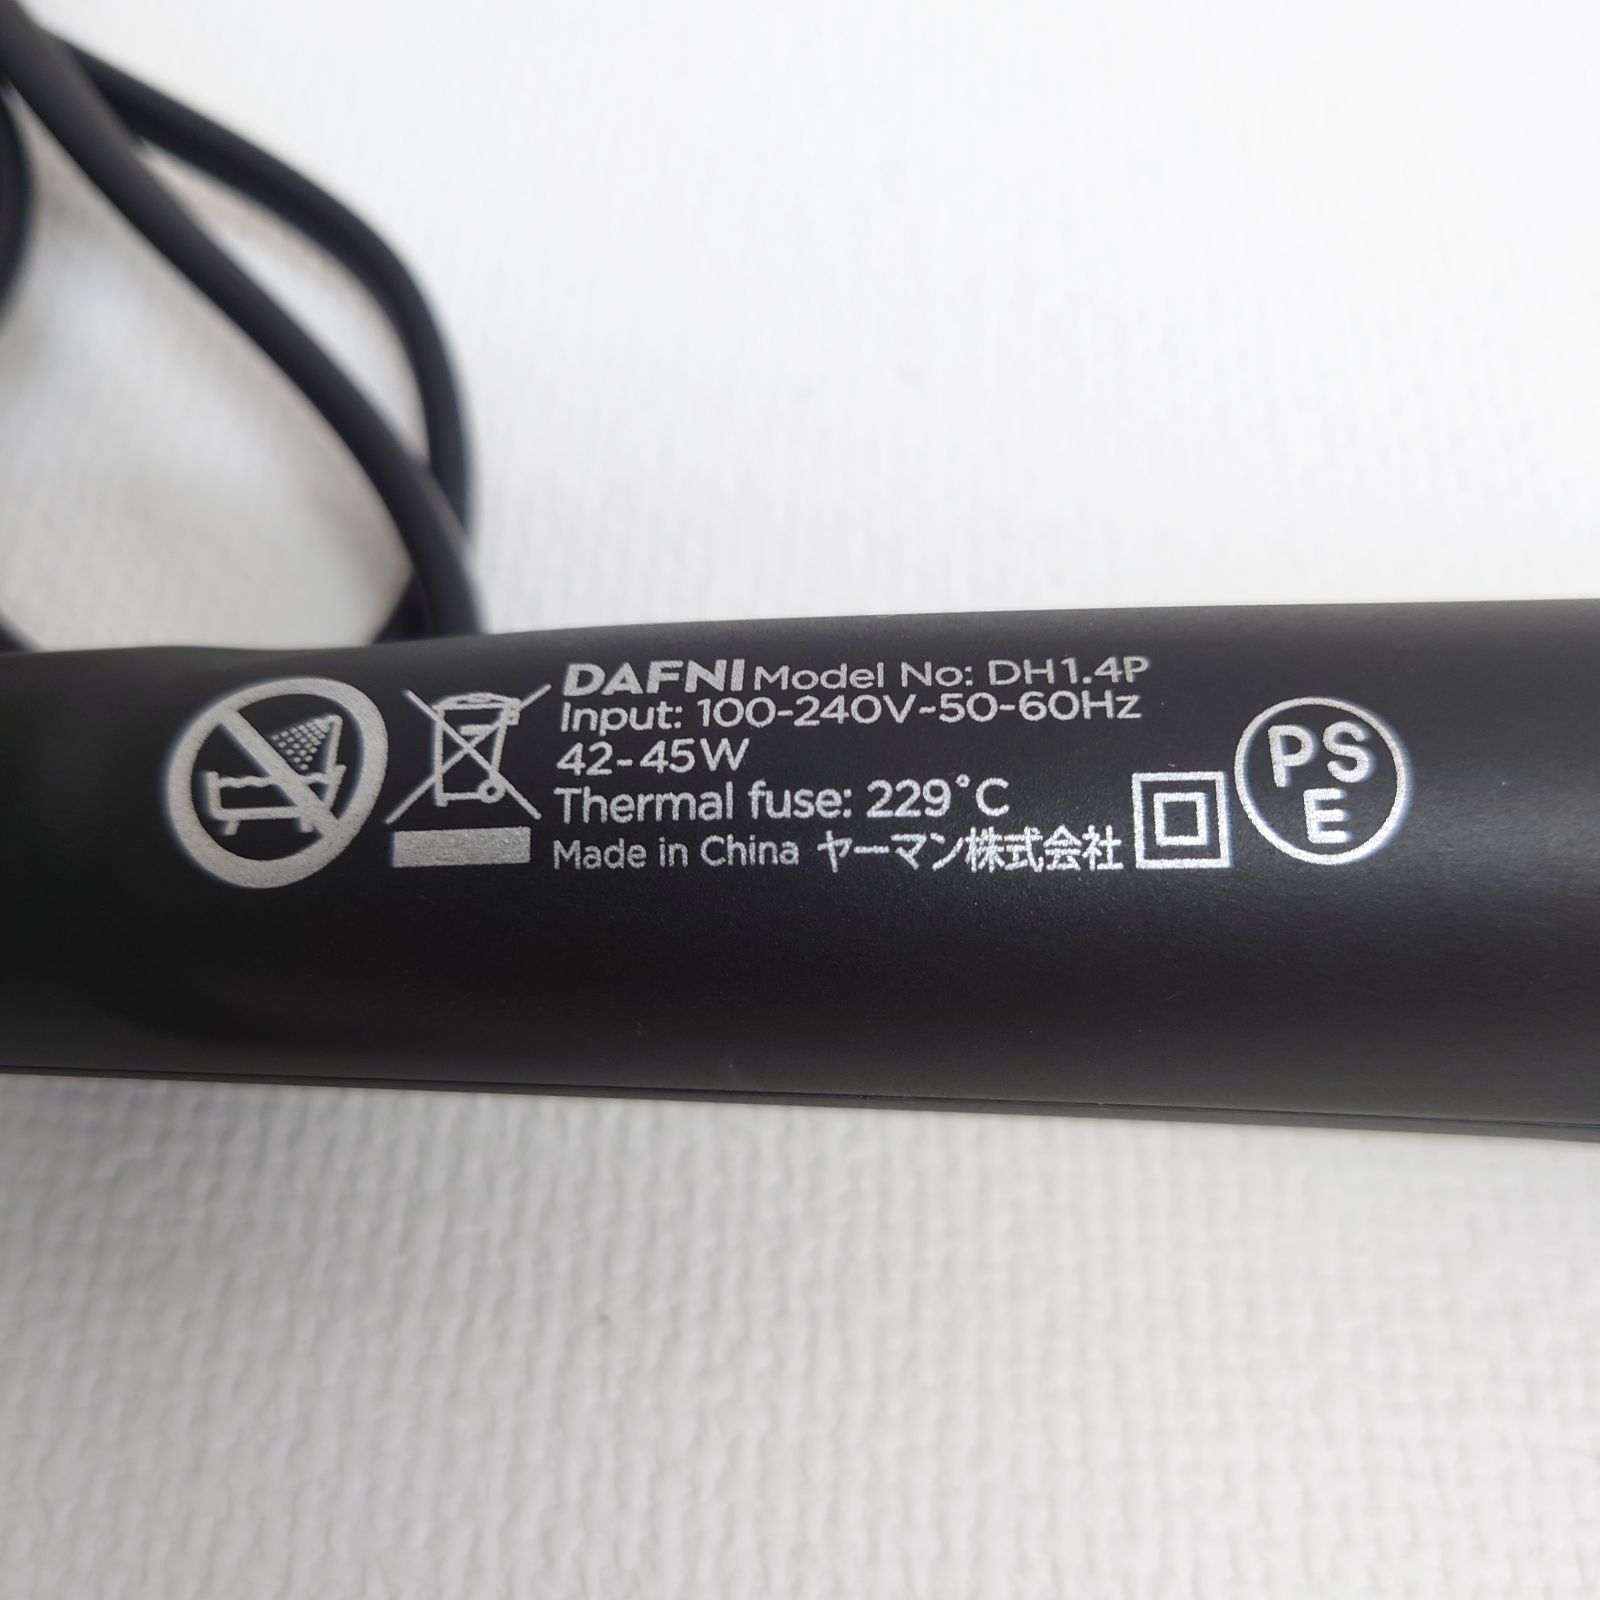 DAFNI Model No: DH1.4P
Input: 100-240V~50-60Hz
42-45W
Thermal fuse: 229°C
Made in China ヤーマン株式会社
PS
E